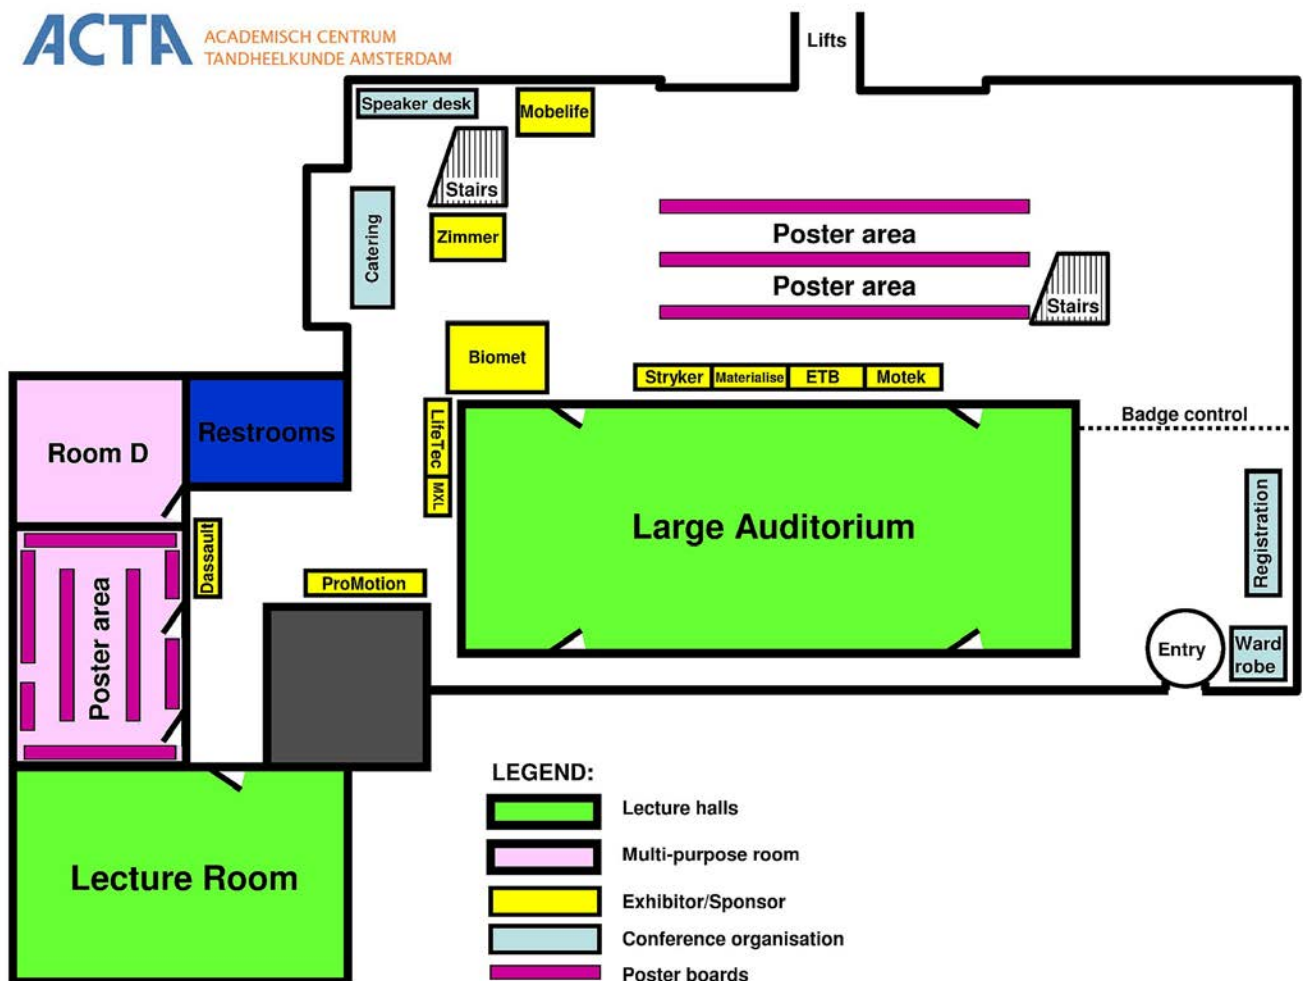 ACTA
ACADEMISCH CENTRUM
TANDHEELKUNDE AMSTERDAM
Lifts
Speaker desk
Mobelife
Stairs
Catering
Zimmer
Poster area
Poster area
Stairs
Biomet
Stryker
Materialise
ETB
Motek
LifeTec
MXL
Badge control
Restrooms
Room D
Large Auditorium
Registration
Dassault
ProMotion
Poster area
Entry
Ward
robe
Lecture Room
LEGEND:
Lecture halls
Multi-purpose room
Exhibitor/Sponsor
Conference organisation
Poster boards